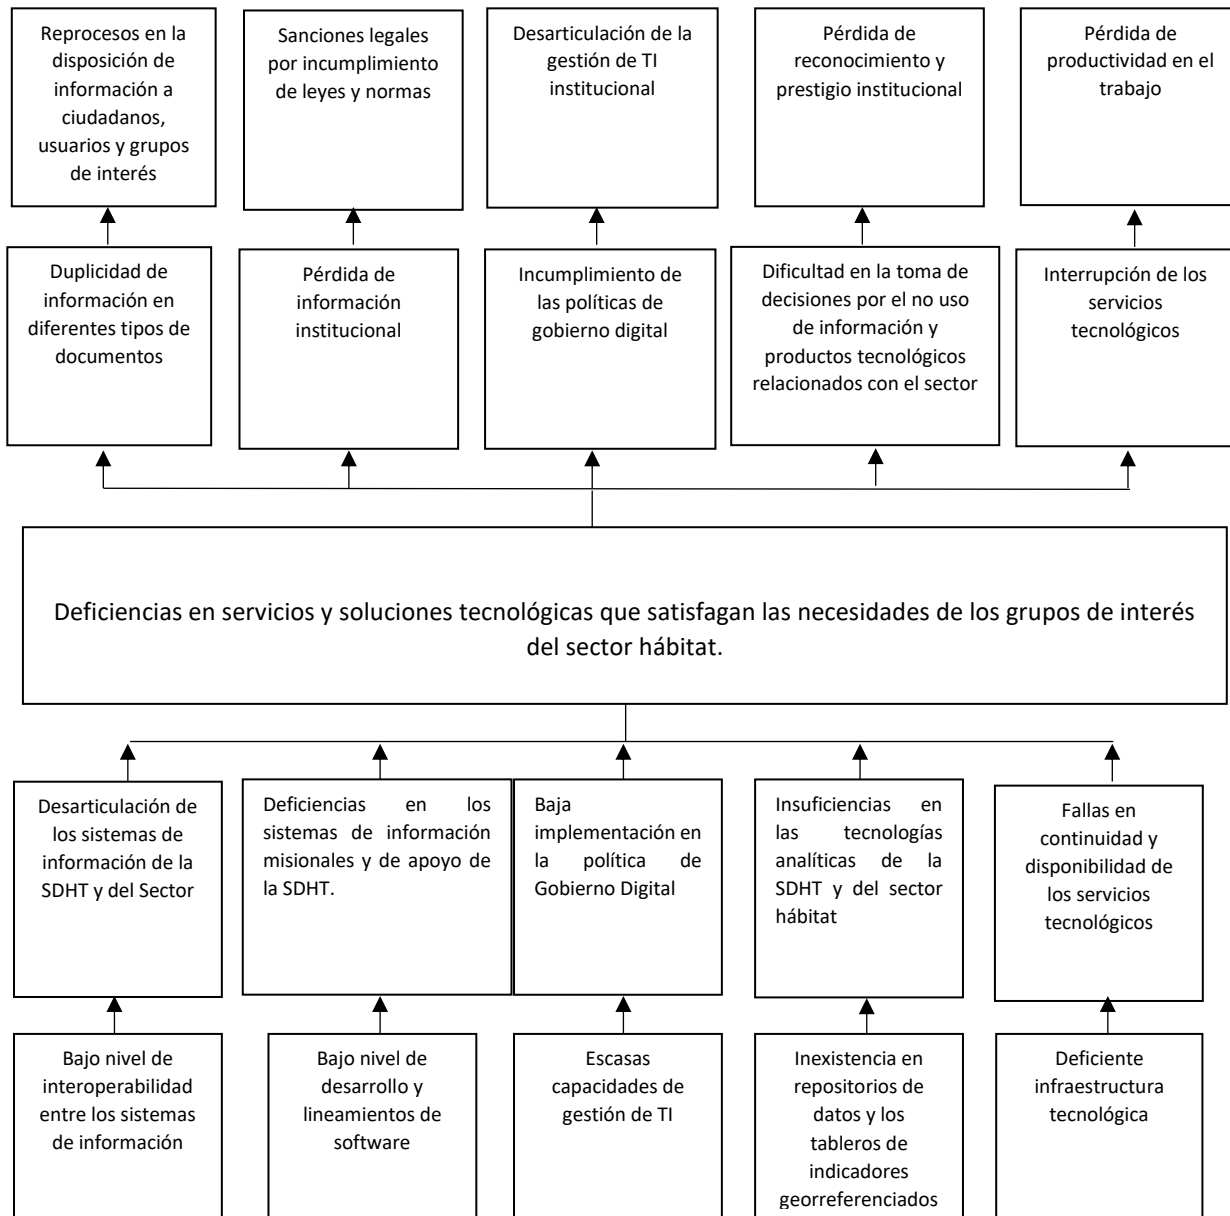 Reprocesos en la
disposición de
información a
ciudadanos,
usuarios y grupos
de interés
Sanciones legales
por incumplimiento
de leyes y normas
Desarticulación de la
gestión de TI
institucional
Pérdida de
reconocimiento y
prestigio institucional
Pérdida de
productividad en el
trabajo
Duplicidad de
información en
diferentes tipos de
documentos
Pérdida de
información
institucional
Incumplimiento de
las políticas de
gobierno digital
Dificultad en la toma de
decisiones por el no uso
de información y
productos tecnológicos
relacionados con el sector
Interrupción de los
servicios
tecnológicos
Deficiencias en servicios y soluciones tecnológicas que satisfagan las necesidades de los grupos de interés
del sector hábitat.
Desarticulación de
los sistemas de
información de la
SDHT y del Sector
Deficiencias en los
sistemas de información
misionales y de apoyo de
la SDHT.
Baja
implementación en
la política de
Gobierno Digital
Insuficiencias en
las tecnologías
analíticas de la
SDHT y del sector
hábitat
Fallas en
continuidad y
disponibilidad de
los servicios
tecnológicos
Bajo nivel de
interoperabilidad
entre los sistemas
de información
Bajo nivel de
desarrollo y
lineamientos de
software
Escasas
capacidades de
gestión de TI
Inexistencia en
repositorios de
datos y los
tableros de
indicadores
georreferenciados
Deficiente
infraestructura
tecnológica